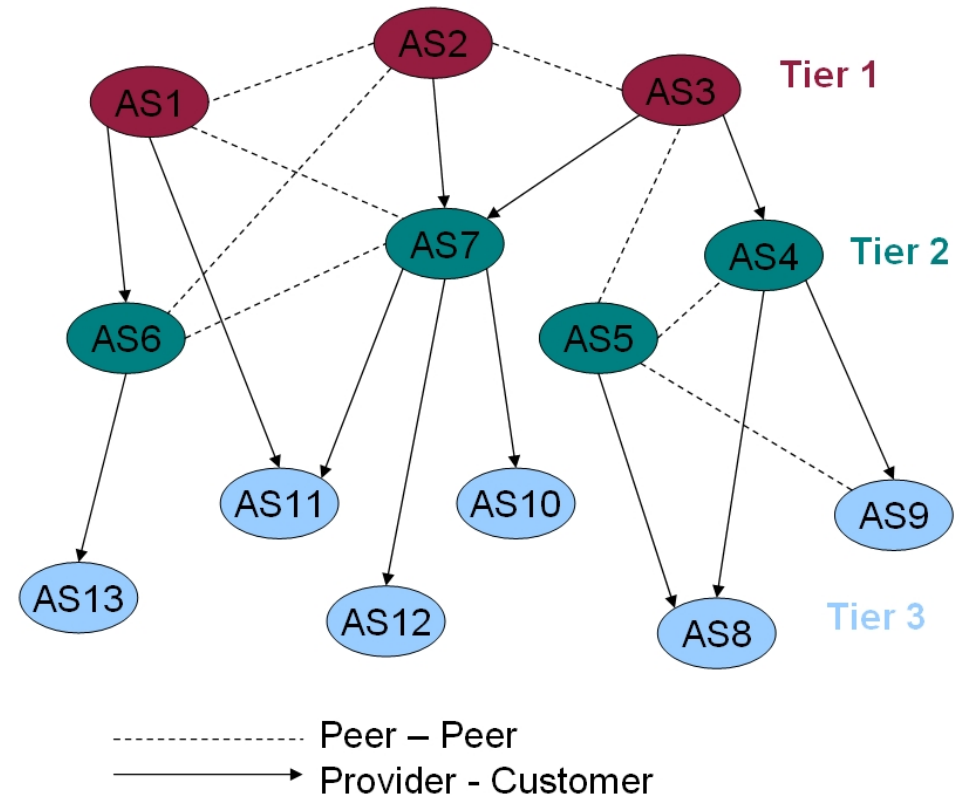 AS2
AS1
AS3
Tier 1
AS7
AS4
Tier 2
AS6
AS5
AS11
AS10
AS9
AS13
AS12
AS8
Tier 3
Peer – Peer
Provider - Customer